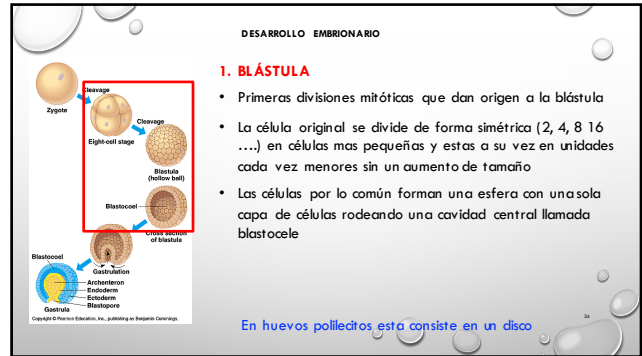 DESARROLLO EMBRIONARIO
1. BLÁSTULA
• Primeras divisiones mitóticas que dan origen a la blástula
• La célula original se divide de forma simétrica (2, 4, 8 16
….) en células mas pequeñas y estas a su vez en unidades
cada vez menores sin un aumento de tamaño
• Las células por lo común forman una esfera con una sola
capa de células rodeando una cavidad central llamada
blastocele
Cleavage
Zygote
Cleavage
Eight-cell stage
Blastula
(hollow ball)
Blastocoel
Cross section
of blastula
Gastrulation
Blastocoel
Archenteron
Endoderm
Ectoderm
Blastopore
Gastrula
Copyright © Pearson Education, Inc., publishing as Benjamin Cummings.
En huevos polilecitos esta consiste en un disco
34